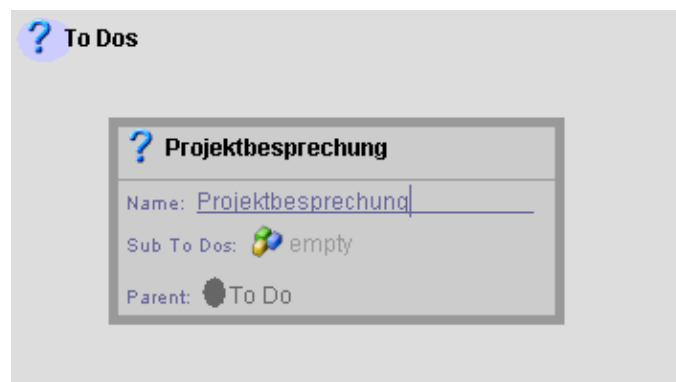 To Dos
Projektbesprechung
Name: Projektbesprechung
Sub To Dos: empty
Parent: To Do